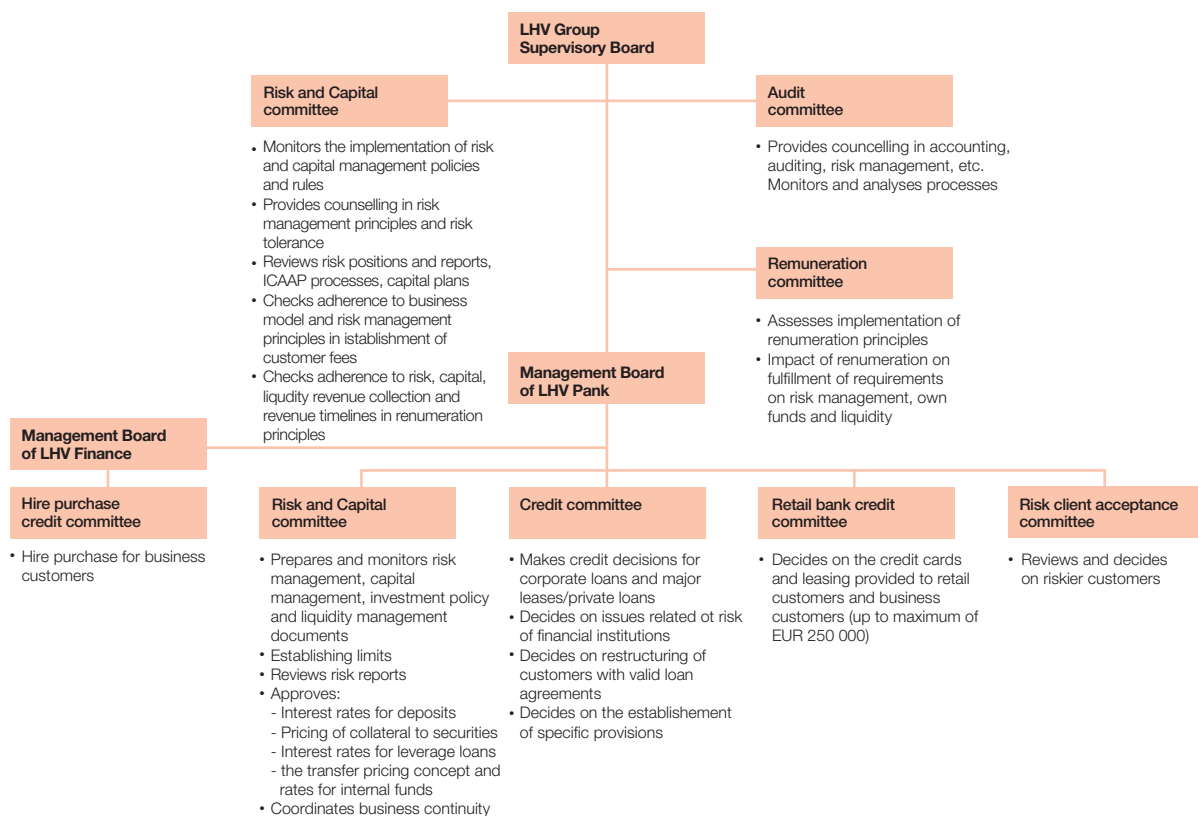 LHV Group
Supervisory Board
Risk and Capital
committee
• Monitors the implementation of risk
and capital management policies
and rules
• Provides counselling in risk
management principles and risk
tolerance
• Reviews risk positions and reports,
ICAAP processes, capital plans
• Checks adherence to business
model and risk management
principles in istablishment of
customer fees
• Checks adherence to risk, capital,
liqudity revenue collection and
revenue timelines in renumeration
principles
Audit
committee
• Provides councelling in accounting,
auditing, risk management, etc.
Monitors and analyses processes
Remuneration
committee
• Assesses implementation of
renumeration principles
• Impact of renumeration on
fulfillment of requirements
on risk management, own
funds and liquidity
Management Board
of LHV Pank
Management Board
of LHV Finance
Hire purchase
credit committee
• Hire purchase for business
customers
Risk and Capital
committee
• Prepares and monitors risk
management, capital
management, investment policy
and liquidity management
documents
• Establishing limits
• Reviews risk reports
• Approves:
- Interest rates for deposits
- Pricing of collateral to securities
- Interest rates for leverage loans
- the transfer pricing concept and
rates for internal funds
• Coordinates business continuity
Credit committee
• Makes credit decisions for
corporate loans and major
leases/private loans
• Decides on issues related ot risk
of financial institutions
• Decides on restructuring of
customers with valid loan
agreements
• Decides on the establishement
of specific provisions
Retail bank credit
committee
• Decides on the credit cards
and leasing provided to retail
customers and business
customers (up to maximum of
EUR 250 000)
Risk client acceptance
committee
• Reviews and decides
on riskier customers